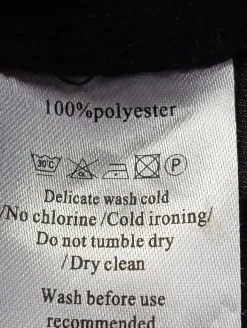 100%polyester
30°C P
Delicate wash cold
/No chlorine /Cold ironing/
Do not tumble dry
/Dry clean
Wash before use
recommended